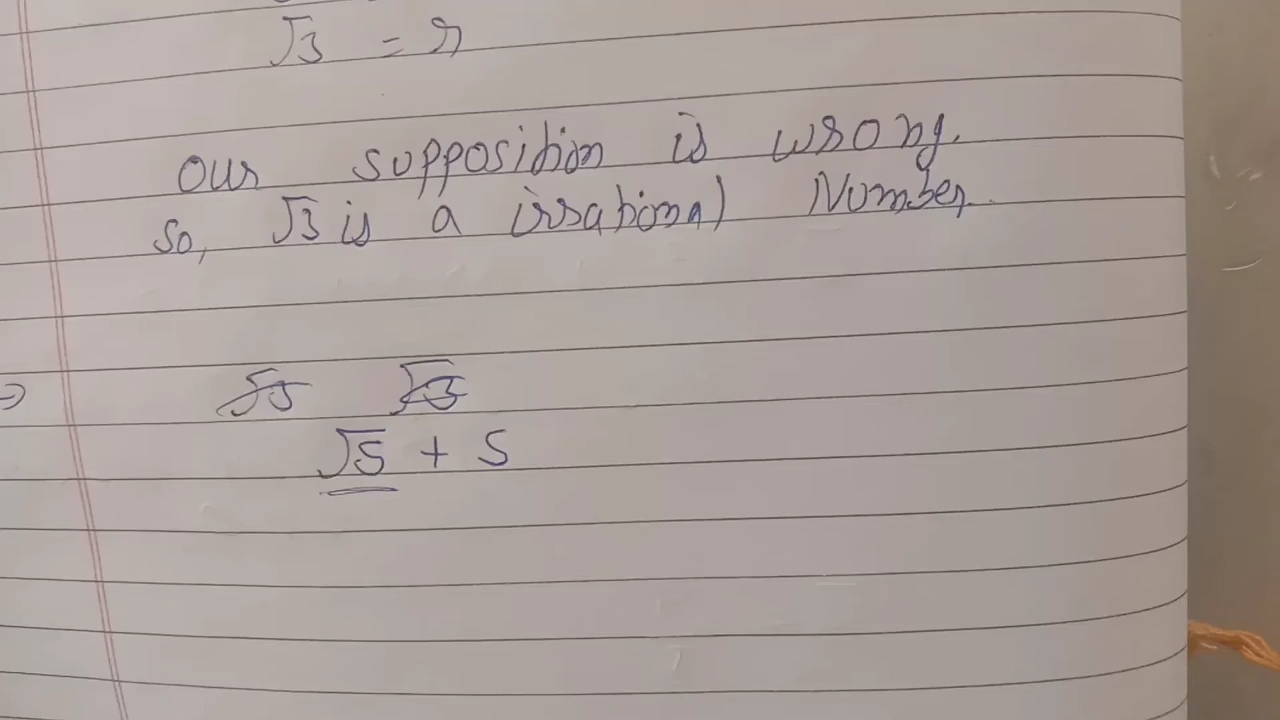 √3 = r
Our supposition is wrong.
So, √3 is a irrational Number.
⇒ √5 √3
√5 + 5